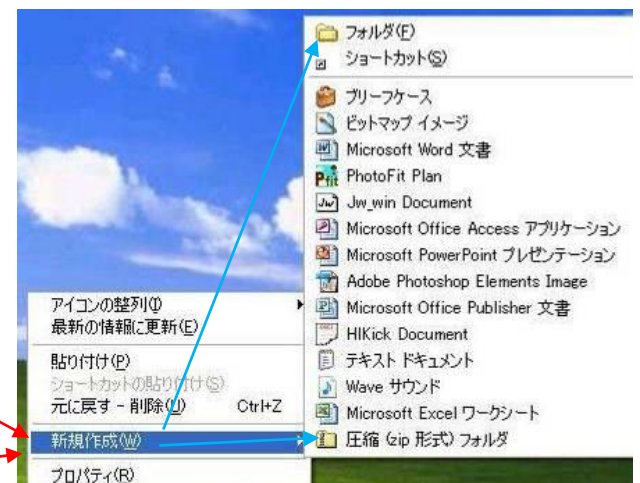 フォルダ(F)
ショートカット(S)
ブリーフケース
ビットマップ イメージ
Microsoft Word 文書
PhotoFit Plan
Jw_win Document
Microsoft Office Access アプリケーション
Microsoft PowerPoint プレゼンテーション
Adobe Photoshop Elements Image
Microsoft Office Publisher 文書
HIKick Document
テキスト ドキュメント
Wave サウンド
Microsoft Excel ワークシート
圧縮 (zip 形式) フォルダ
アイコンの整列(I)
最新の情報に更新(E)
貼り付け(P)
ショートカットの貼り付け(S)
元に戻す - 削除(U) Ctrl+Z
新規作成(W)
プロパティ(R)